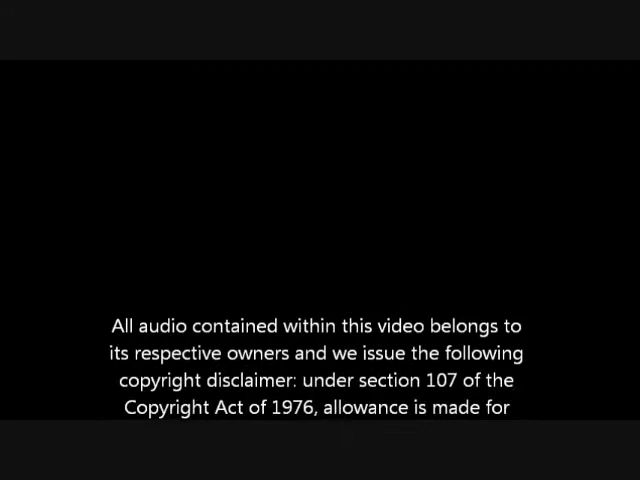 All audio contained within this video belongs to
its respective owners and we issue the following
copyright disclaimer: under section 107 of the
Copyright Act of 1976, allowance is made for